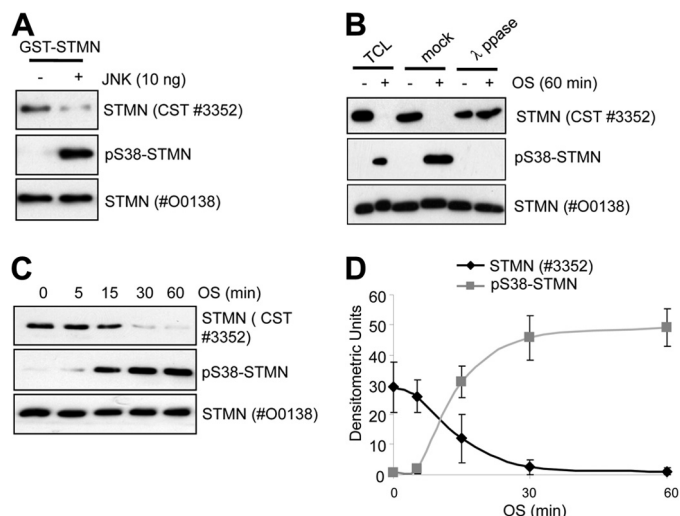 A
GST-STMN
- + JNK (10 ng)
STMN (CST #3352)
pS38-STMN
STMN (#O0138)
B
TCL mock λ ppase
- + - + - + OS (60 min)
STMN (CST #3352)
pS38-STMN
STMN (#O0138)
C
0 5 15 30 60 OS (min)
STMN ( CST
#3352)
pS38-STMN
STMN (#O0138)
D
STMN (#3352)
pS38-STMN
Densitometric Units
60
50
40
30
20
10
0
0 30 60
OS (min)